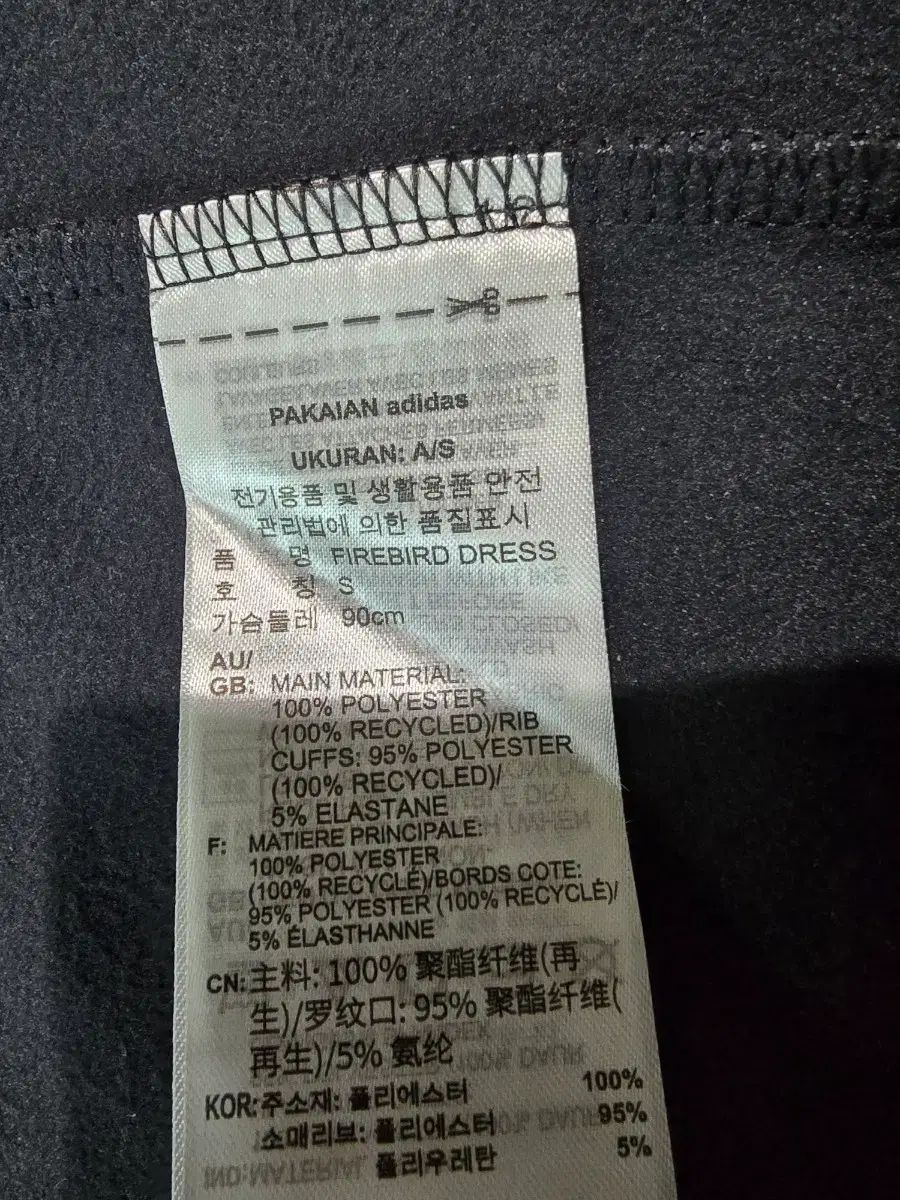 PAKAIAN adidas
UKURAN: A/S
전기용품 및 생활용품 안전
관리법에 의한 품질표시
품 명 FIREBIRD DRESS
호 칭 S
가슴둘레 90cm
AU/
GB: MAIN MATERIAL:
100% POLYESTER
(100% RECYCLED)/RIB
CUFFS: 95% POLYESTER
(100% RECYCLED)/
5% ELASTANE
F: MATIERE PRINCIPALE:
100% POLYESTER
(100% RECYCLÉ)/BORDS COTE:
95% POLYESTER (100% RECYCLÉ)/
5% ÉLASTHANNE
CN: 主料: 100% 聚酯纤维(再
生)/罗纹口: 95% 聚酯纤维(
再生)/5% 氨纶
KOR: 주소재: 폴리에스터 100%
소매리브: 폴리에스터 95%
폴리우레탄 5%